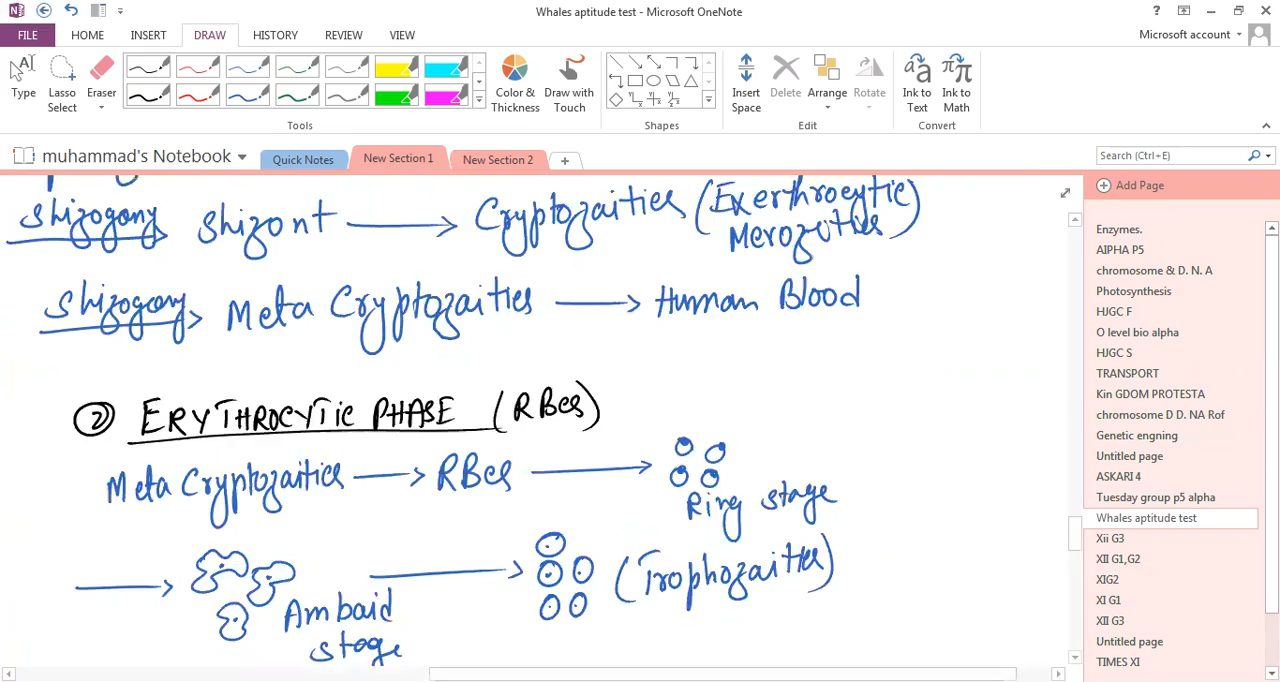 Whales aptitude test - Microsoft OneNote
FILE HOME INSERT DRAW HISTORY REVIEW VIEW
Microsoft account
Type
Lasso Select
Eraser
Color & Thickness
Draw with Touch
Insert Space
Delete
Arrange
Rotate
Ink to Text
Ink to Math
Tools
Shapes
Edit
Convert
muhammad's Notebook
Quick Notes
New Section 1
New Section 2
Search (Ctrl+E)
Shizogony Shizont → Cryptozaities (Exerthrocytic
Merozoties)
Shizogony Meta Cryptozaities → Human Blood
② ERYTHROCYTIC PHASE (RBcs)
Meta Cryptozaities → RBcs →
Ring stage
→ Ambaid
stage
→ (Trophozaities)
Add Page
Enzymes.
AlPHA P5
chromosome & D. N. A
Photosynthesis
HJGC F
O level bio alpha
HJGC S
TRANSPORT
Kin GDOM PROTESTA
chromosome D D. NA Rof
Genetic engning
Untitled page
ASKARI 4
Tuesday group p5 alpha
Whales aptitude test
Xii G3
XII G1,G2
XIG2
XI G1
XII G3
Untitled page
TIMES XI